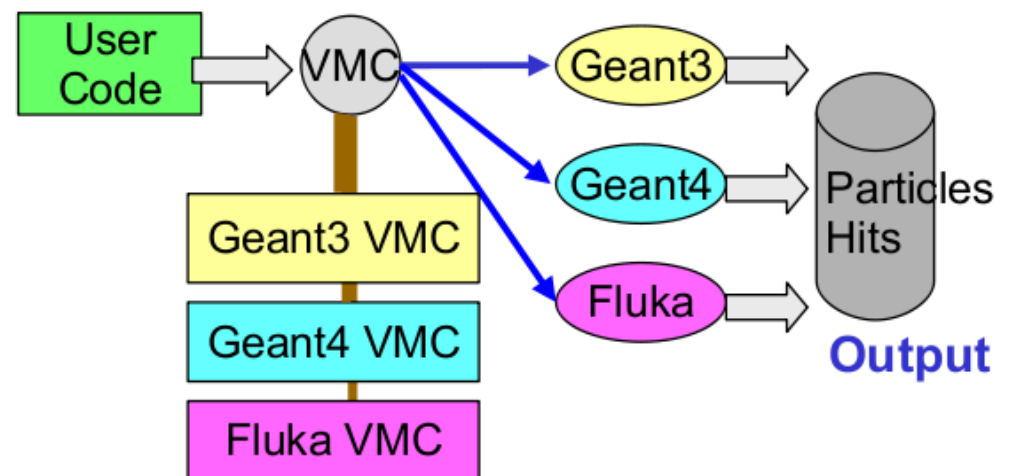 User
Code
VMC
Geant3
Geant4
Particles
Hits
Geant3 VMC
Fluka
Geant4 VMC
Output
Fluka VMC